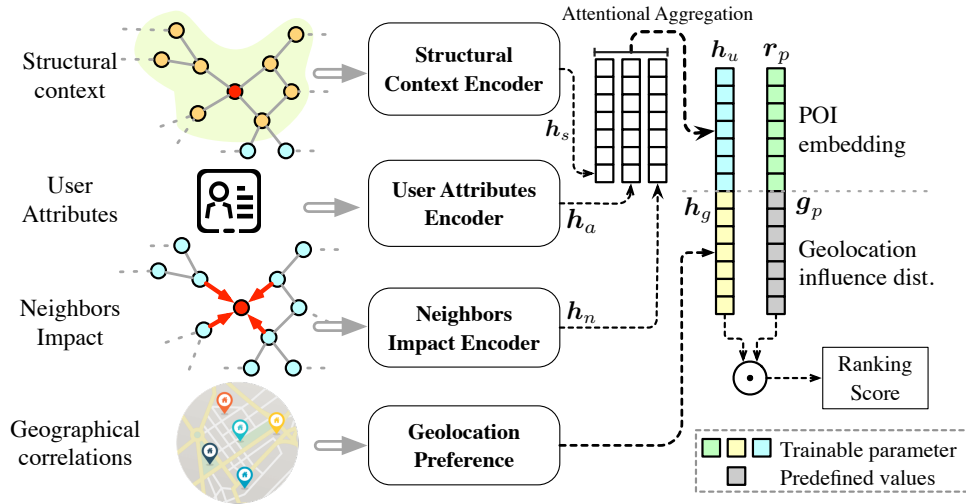 Structural
context
Structural
Context Encoder
Attentional Aggregation
h_s
h_u
r_p
POI
embedding
User
Attributes
User Attributes
Encoder
h_a
h_g
g_p
Geolocation
influence dist.
Neighbors
Impact
Neighbors
Impact Encoder
h_n
Ranking
Score
Geographical
correlations
Geolocation
Preference
Trainable parameter
Predefined values